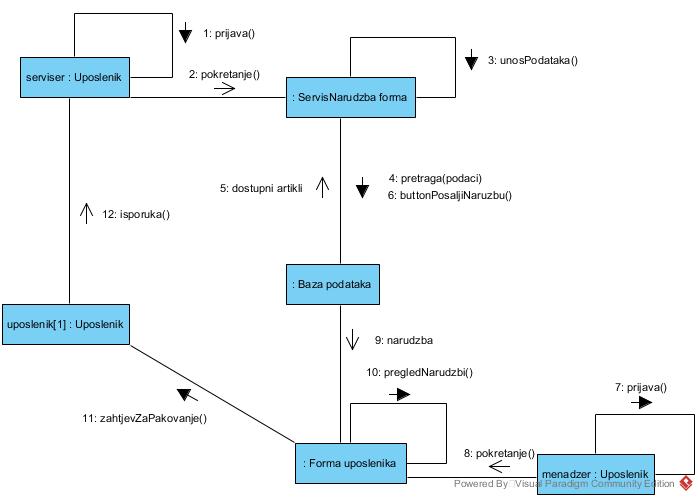 1: prijava()
serviser : Uposlenik
2: pokretanje()
3: unosPodataka()
: ServisNarudzba forma
5: dostupni artikli
4: pretraga(podaci)
6: buttonPosaljiNaruzbu()
12: isporuka()
: Baza podataka
uposlenik[1] : Uposlenik
9: narudzba
10: pregledNarudzbi()
7: prijava()
11: zahtjevZaPakovanje()
: Forma uposlenika
8: pokretanje()
menadzer : Uposlenik
Powered By Visual Paradigm Community Edition